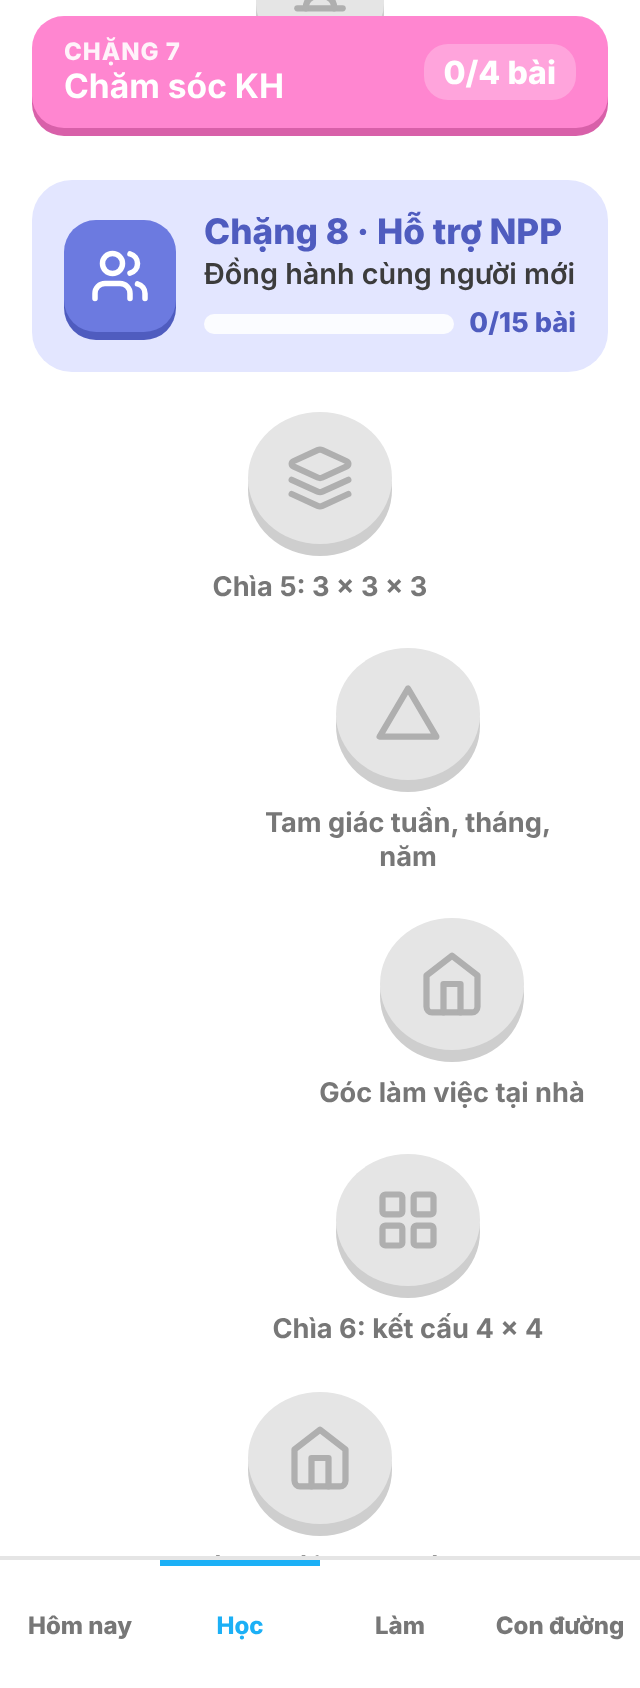 CHẶNG 7
Chăm sóc KH
0/4 bài
Chặng 8 · Hỗ trợ NPP
Đồng hành cùng người mới
0/15 bài
Chìa 5: 3 × 3 × 3
Tam giác tuần, tháng,
năm
Góc làm việc tại nhà
Chìa 6: kết cấu 4 × 4
Hôm nay
Học
Làm
Con đường